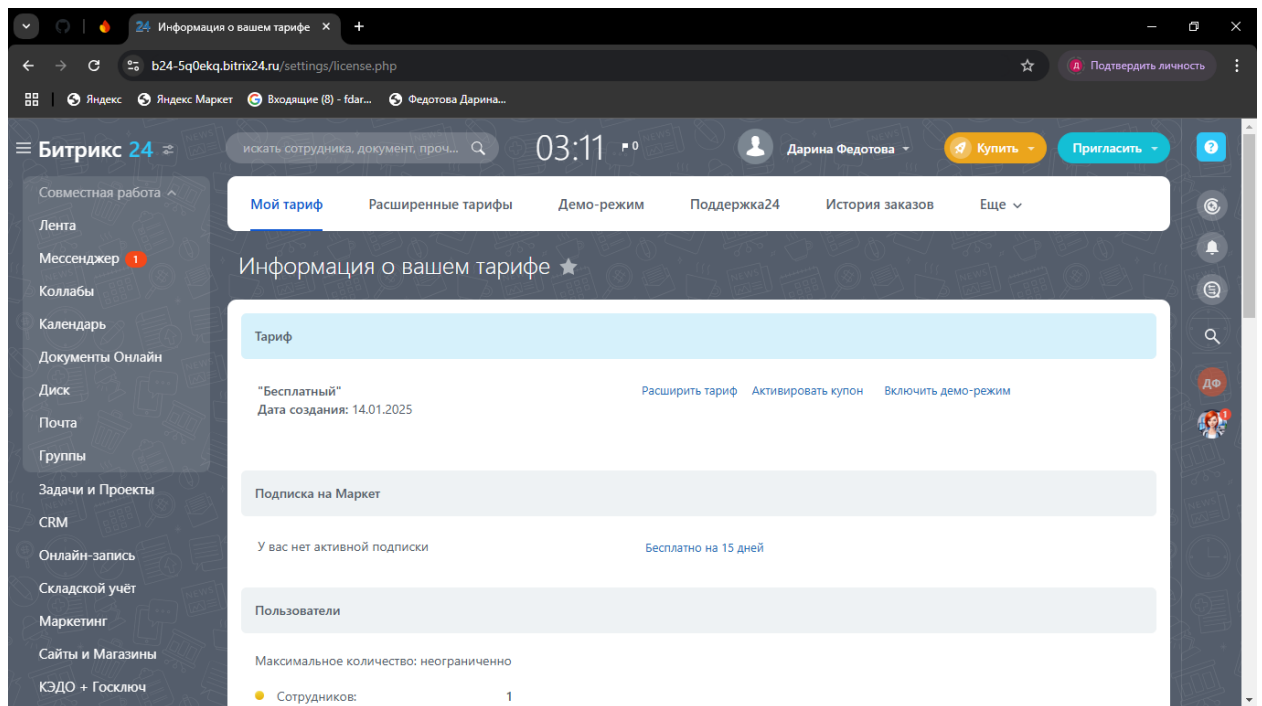 24 Информация о вашем тарифе
b24-5q0ekq.bitrix24.ru/settings/license.php
Д Подтвердить личность
Яндекс Яндекс Маркет Входящие (8) - fdar... Федотова Дарина...
Битрикс 24
искать сотрудника, документ, проч...
03:11 0
Дарина Федотова
Купить
Пригласить
?
Совместная работа
Лента
Мессенджер 1
Коллабы
Календарь
Документы Онлайн
Диск
Почта
Группы
Задачи и Проекты
CRM
Онлайн-запись
Складской учёт
Маркетинг
Сайты и Магазины
КЭДО + Госключ
Мой тариф Расширенные тарифы Демо-режим Поддержка24 История заказов Еще
Информация о вашем тарифе
Тариф
"Бесплатный" Расширить тариф Активировать купон Включить демо-режим
Дата создания: 14.01.2025
Подписка на Маркет
У вас нет активной подписки Бесплатно на 15 дней
Пользователи
Максимальное количество: неограниченно
Сотрудников: 1
ДФ
1